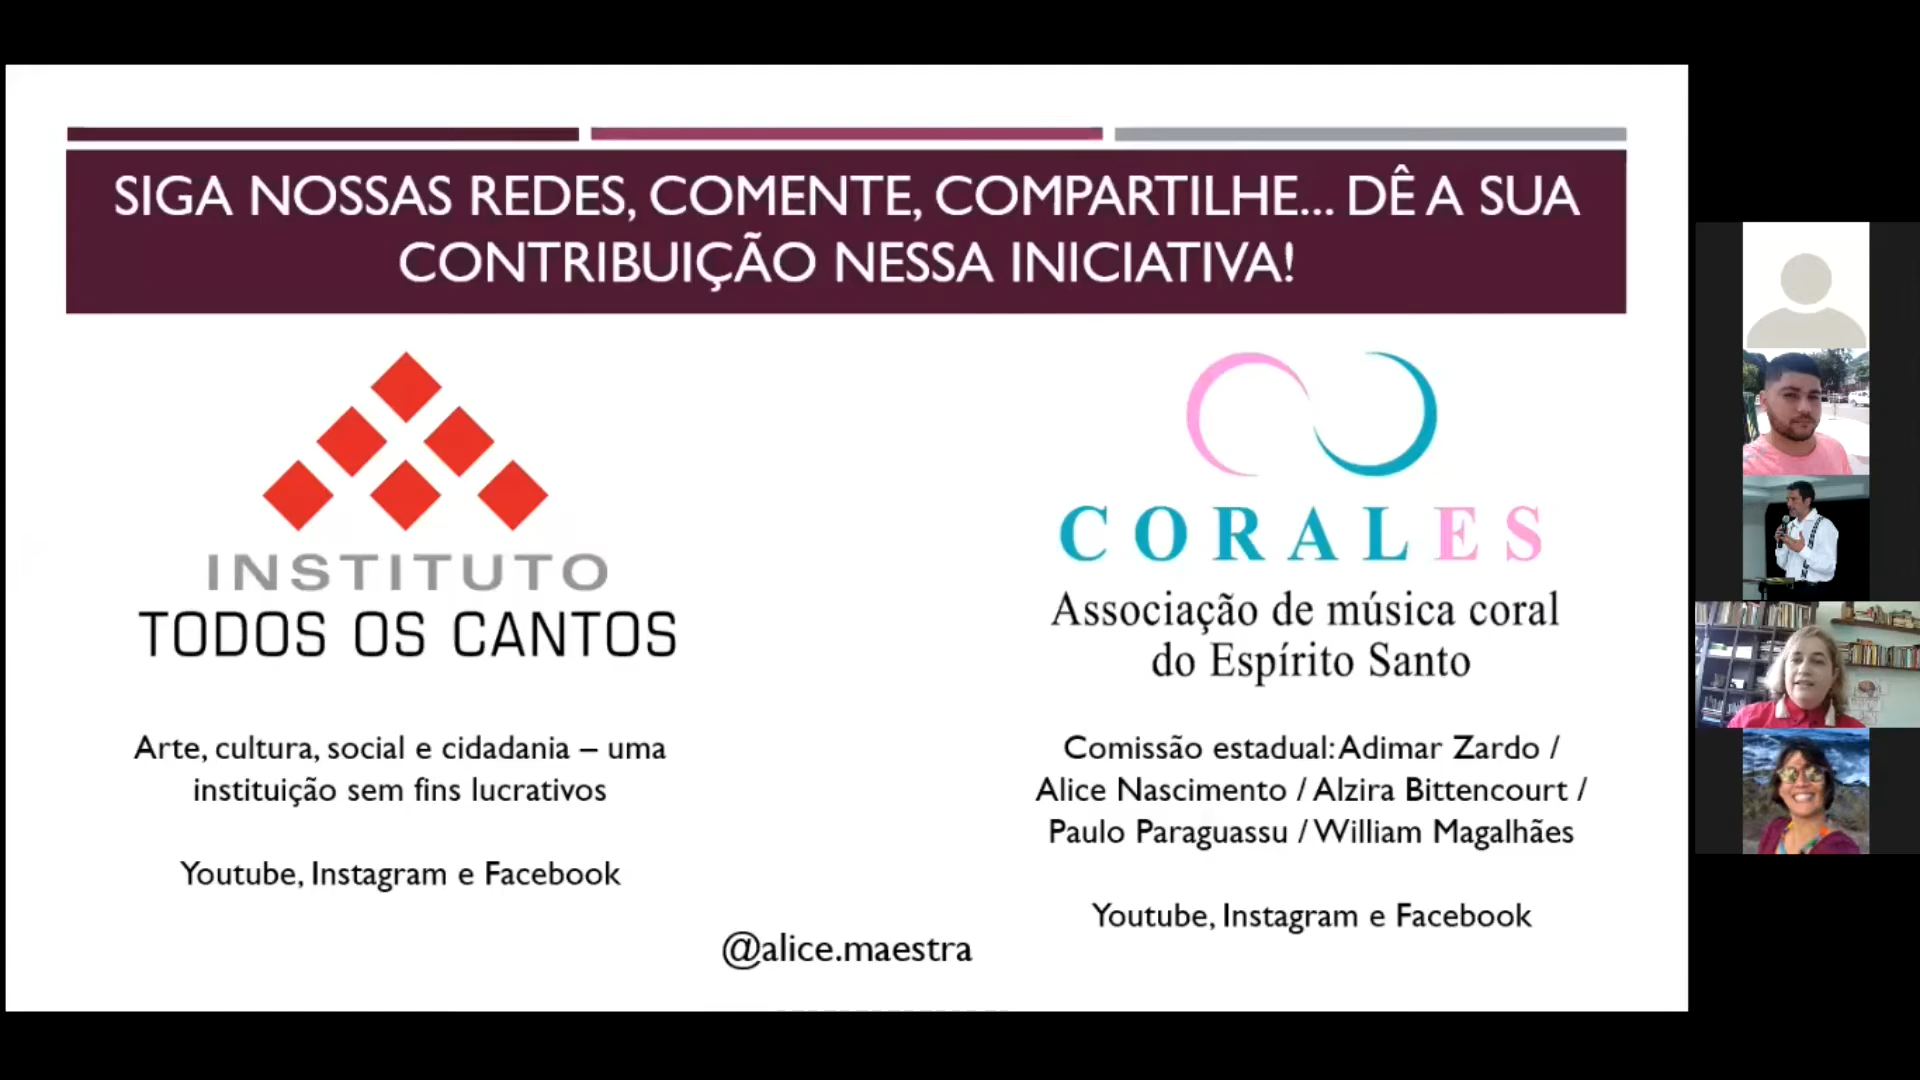 SIGA NOSSAS REDES, COMENTE, COMPARTILHE... DÊ A SUA
CONTRIBUIÇÃO NESSA INICIATIVA!
INSTITUTO
TODOS OS CANTOS
Arte, cultura, social e cidadania – uma
instituição sem fins lucrativos
Youtube, Instagram e Facebook
CORALES
Associação de música coral
do Espírito Santo
Comissão estadual: Adimar Zardo /
Alice Nascimento / Alzira Bittencourt /
Paulo Paraguassu / William Magalhães
Youtube, Instagram e Facebook
@alice.maestra